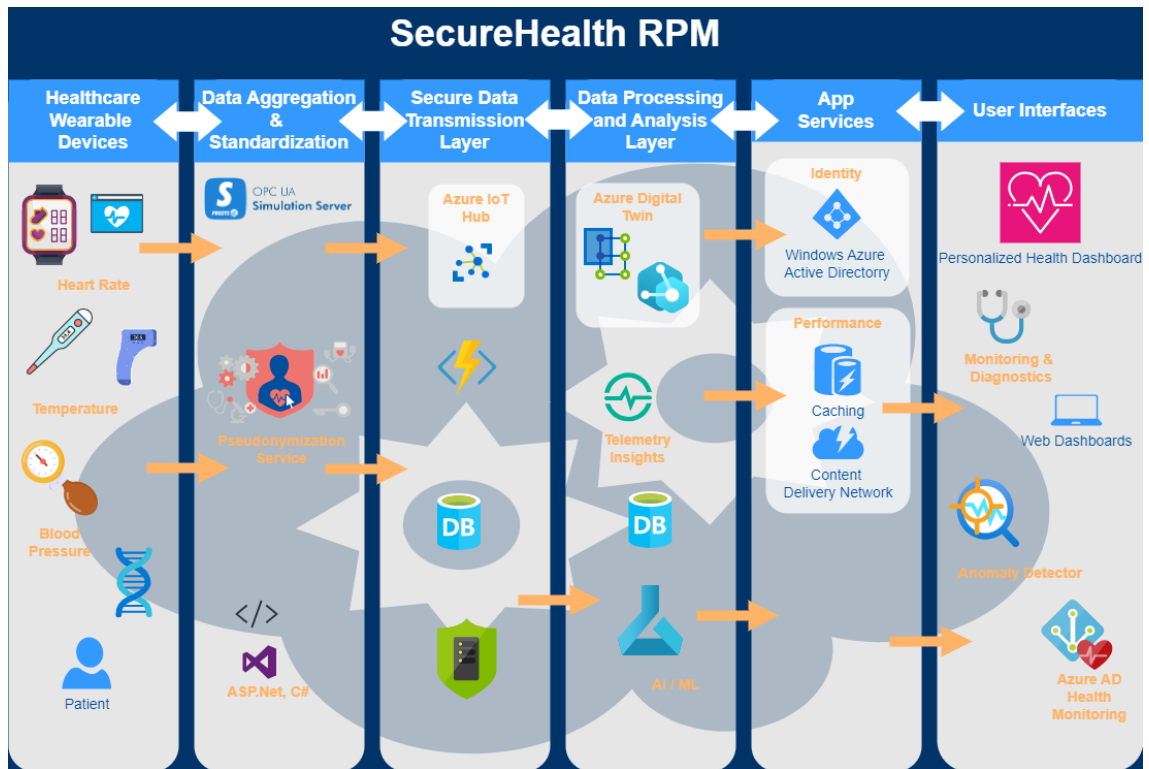 SecureHealth RPM
Healthcare
Wearable
Devices
Data Aggregation
&
Standardization
Secure Data
Transmission
Layer
Data Processing
and Analysis
Layer
App
Services
User Interfaces
Heart Rate
Temperature
Blood
Pressure
Patient
S
PROSYS
OPC UA
Simulation Server
Pseudonymization
Service
</>
ASP.Net, C#
Azure IoT
Hub
DB
Azure Digital
Twin
Telemetry
Insights
DB
AI / ML
Identity
Windows Azure
Active Directorry
Performance
Caching
Content
Delivery Network
Personalized Health Dashboard
Monitoring &
Diagnostics
Web Dashboards
Anomaly Detector
Azure AD
Health
Monitoring